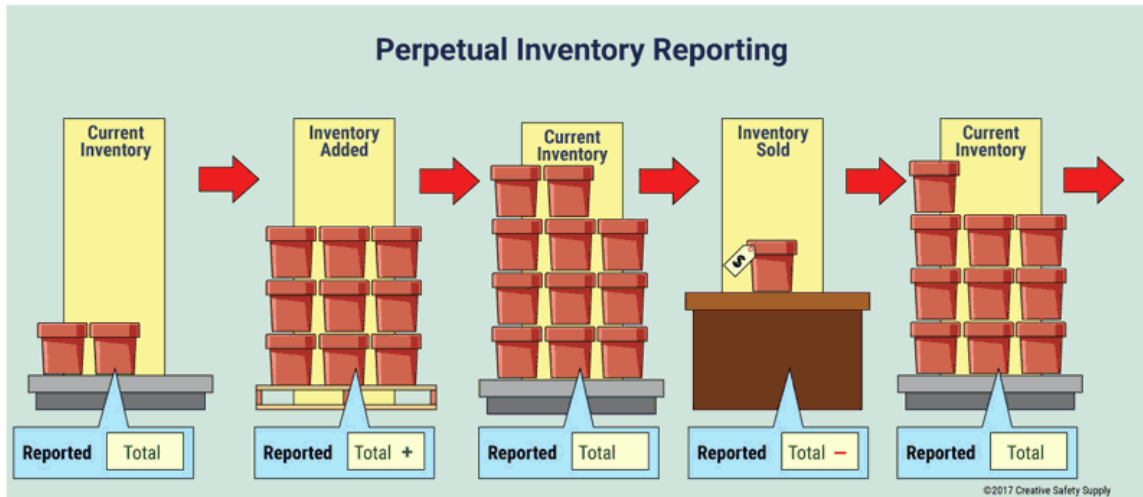 Perpetual Inventory Reporting
Current
Inventory
Inventory
Added
Current
Inventory
Inventory
Sold
Current
Inventory
$
Reported Total
Reported Total +
Reported Total
Reported Total −
Reported Total
©2017 Creative Safety Supply